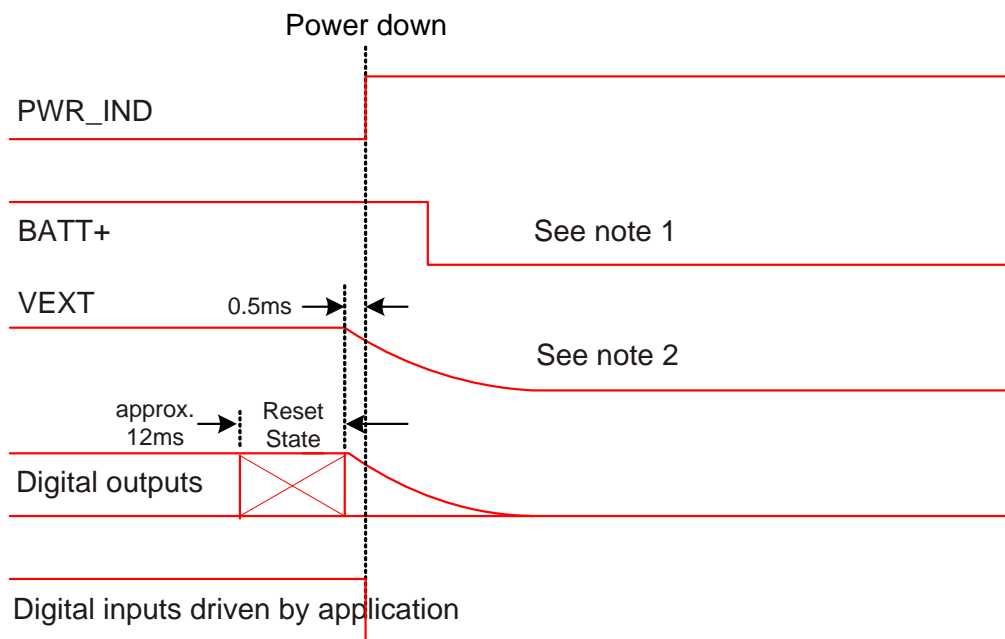 Power down
PWR_IND
BATT+
See note 1
VEXT
0.5ms
See note 2
approx.
12ms
Reset
State
Digital outputs
Digital inputs driven by application